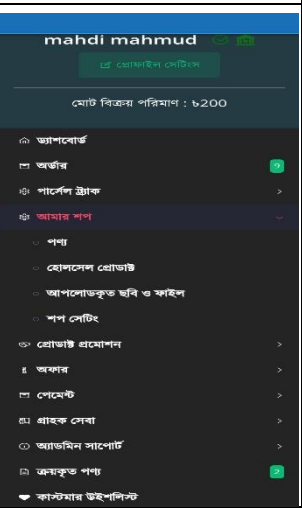 mahdi mahmud
প্রোফাইল সেটিংস
মোট বিক্রয় পরিমাণ : ৳200
ড্যাশবোর্ড
অর্ডার 9
পার্সেল ট্র্যাক
আমার শপ
পণ্য
হোলসেল প্রোডাক্ট
আপলোডকৃত ছবি ও ফাইল
শপ সেটিং
প্রোডাক্ট প্রমোশন
অফার
পেমেন্ট
গ্রাহক সেবা
অ্যাডমিন সাপোর্ট
ক্রয়কৃত পণ্য 2
কাস্টমার উইশলিস্ট